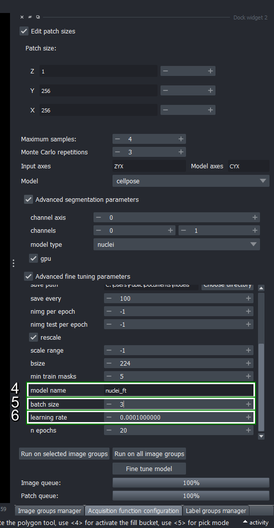 Dock widget 2
Edit patch sizes
Patch size:
Z 1 − +
Y 256 − +
X 256 − +
Maximum samples: − 4 +
Monte Carlo repetitions − 3 +
Input axes ZYX Model axes CYX
Model cellpose
Advanced segmentation parameters
channel axis − 0 +
channels − 0 + − 1 +
model type nuclei
gpu
Advanced fine tuning parameters
save path Choose directory
save every − 100 +
nimg per epoch − -1 +
nimg test per epoch − -1 +
rescale
scale range − -1 +
bsize − 224 +
min train masks − 5 +
4 model name nuclei_ft
5 batch size − 3 +
6 learning rate − 0.0001000000 +
n epochs − 20 +
Run on selected image groups Run on all image groups
Fine tune model
Image queue: 100%
Patch queue: 100%
59 Image groups manager Acquisition function configuration Label groups manager
te the polygon tool, use <4> for activate the fill bucket, use <5> for pick mode activity